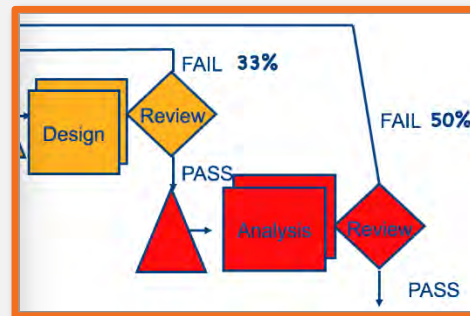 FAIL 33%
Design
Review
FAIL 50%
PASS
Analysis
Review
PASS